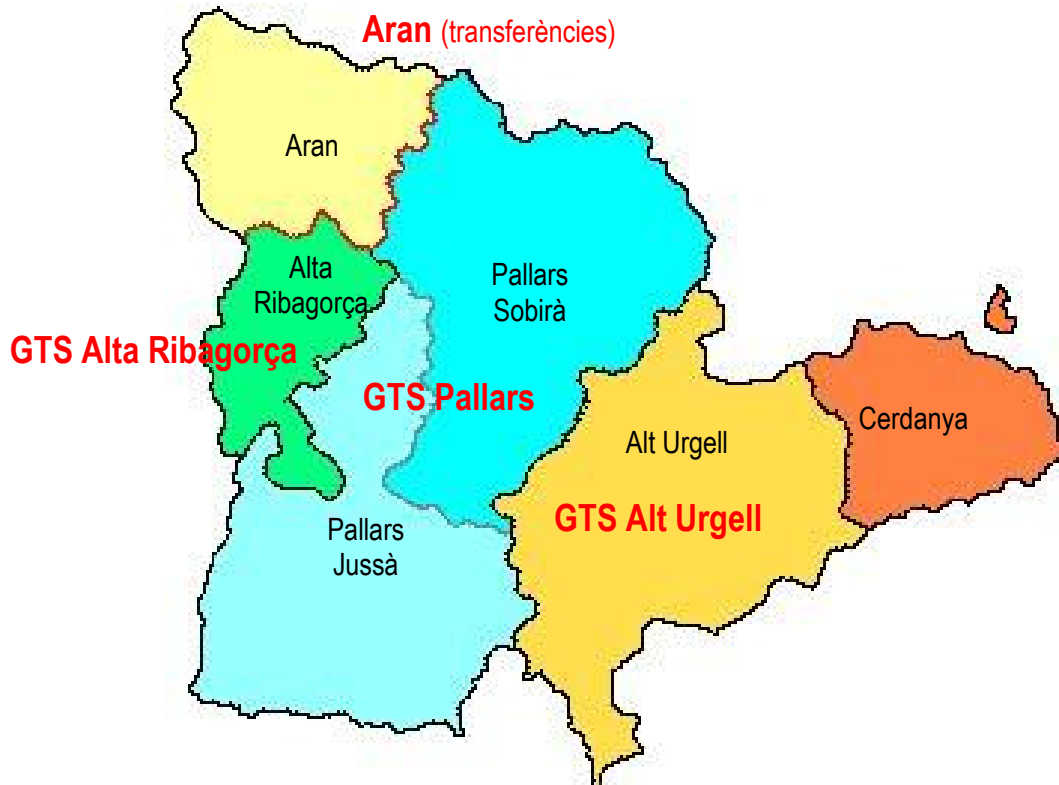 Aran (transferències)
Aran
Alta
Ribagorça
Pallars
Sobirà
GTS Alta Ribagorça
GTS Pallars
Cerdanya
Alt Urgell
GTS Alt Urgell
Pallars
Jussà